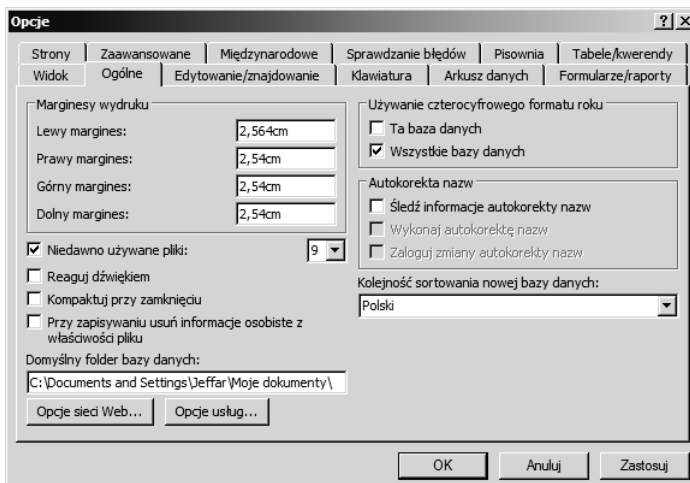 Opcje
Strony Zaawansowane Międzynarodowe Sprawdzanie błędów Pisownia Tabele/kwerendy
Widok Ogólne Edytowanie/znajdowanie Klawiatura Arkusz danych Formularze/raporty
Marginesy wydruku
Lewy margines: 2,564cm
Prawy margines: 2,54cm
Górny margines: 2,54cm
Dolny margines: 2,54cm
Niedawno używane pliki: 9
Reaguj dźwiękiem
Kompaktuj przy zamknięciu
Przy zapisywaniu usuń informacje osobiste z
właściwości pliku
Domyślny folder bazy danych:
C:\Documents and Settings\Jeffar\Moje dokumenty\
Opcje sieci Web... Opcje usług...
Używanie czterocyfrowego formatu roku
Ta baza danych
Wszystkie bazy danych
Autokorekta nazw
Śledź informacje autokorekty nazw
Wykonaj autokorektę nazw
Zaloguj zmiany autokorekty nazw
Kolejność sortowania nowej bazy danych:
Polski
OK Anuluj Zastosuj